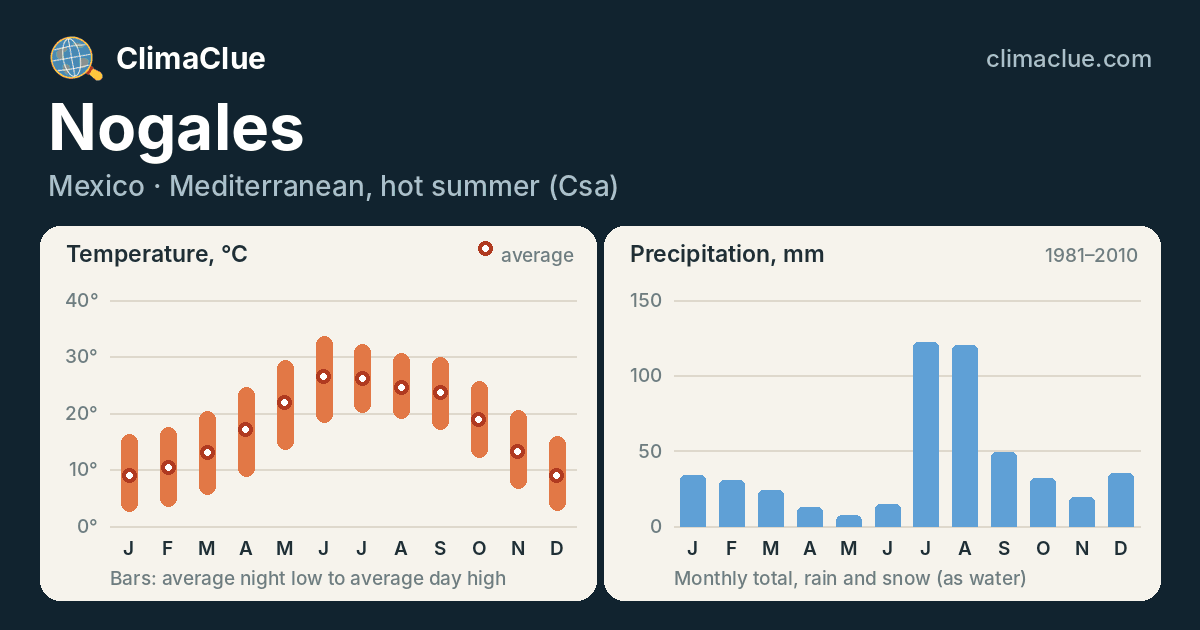 ClimaClue
climaclue.com
Nogales
Mexico · Mediterranean, hot summer (Csa)
Temperature, °C
average
40°
30°
20°
10°
0°
J F M A M J J A S O N D
Bars: average night low to average day high
Precipitation, mm
1981–2010
150
100
50
0
J F M A M J J A S O N D
Monthly total, rain and snow (as water)